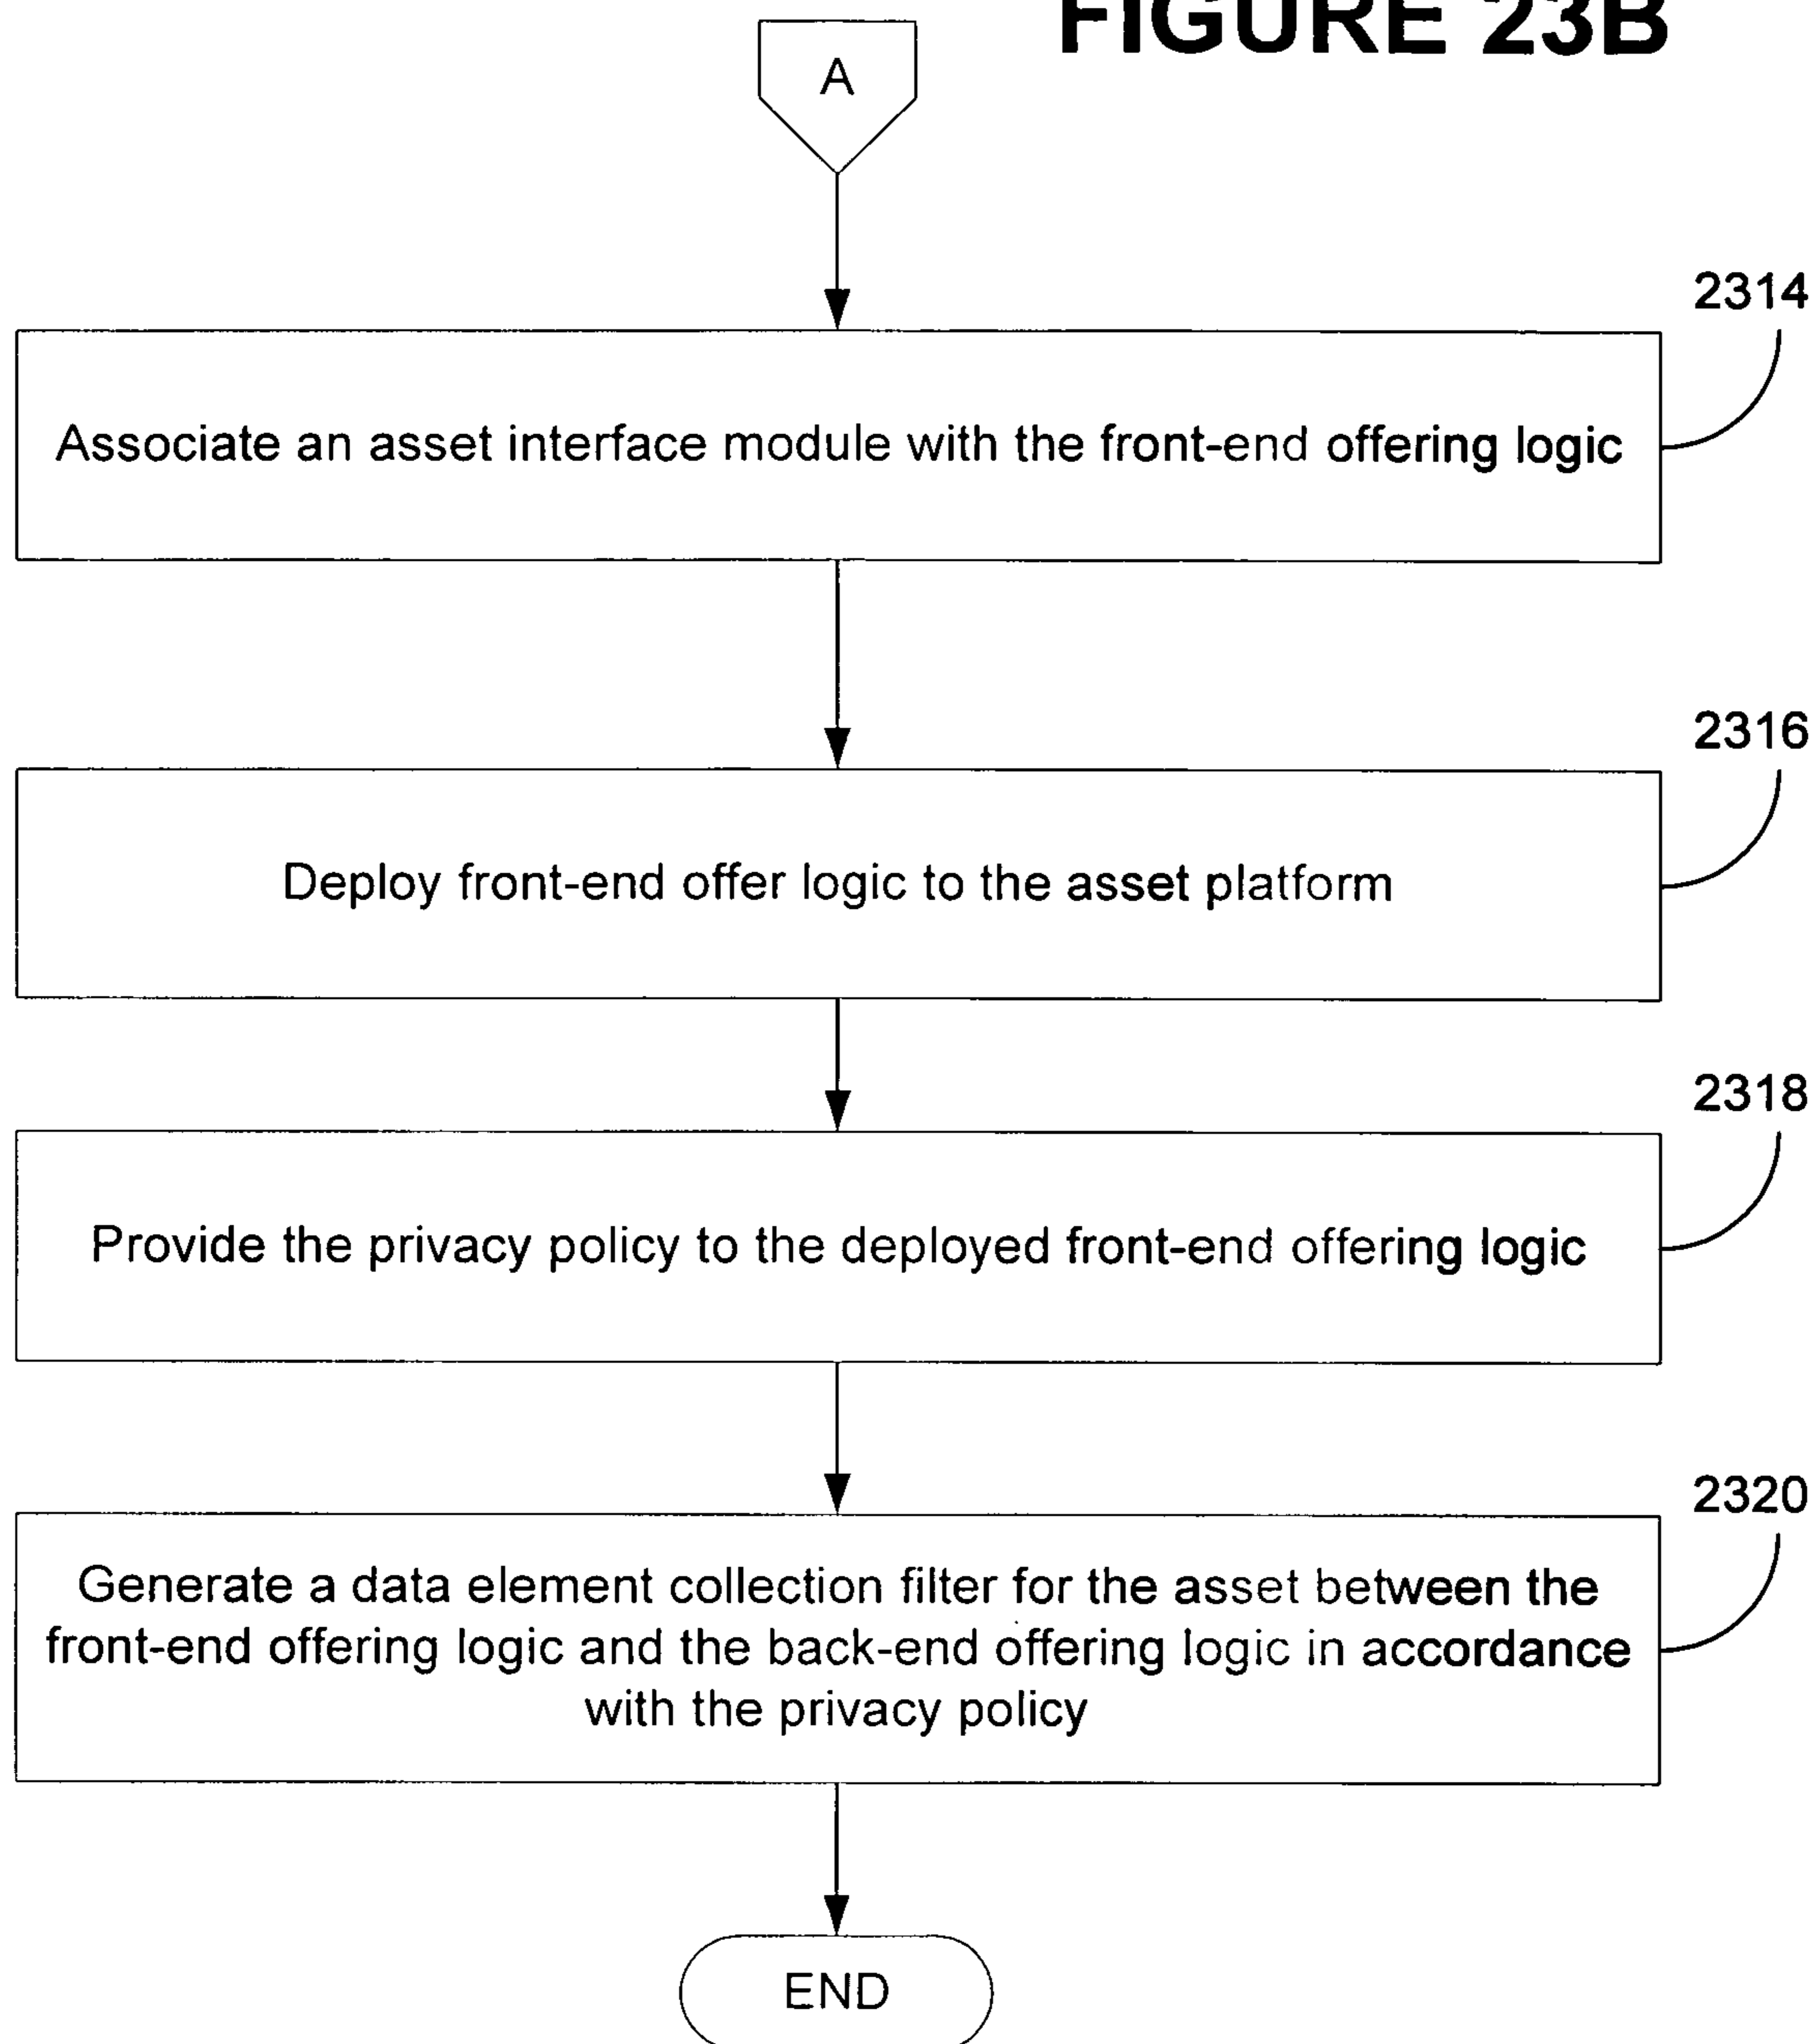 FIGURE 23B
A
2314
Associate an asset interface module with the front-end offering logic
2316
Deploy front-end offer logic to the asset platform
2318
Provide the privacy policy to the deployed front-end offering logic
2320
Generate a data element collection filter for the asset between the
front-end offering logic and the back-end offering logic in accordance
with the privacy policy
END